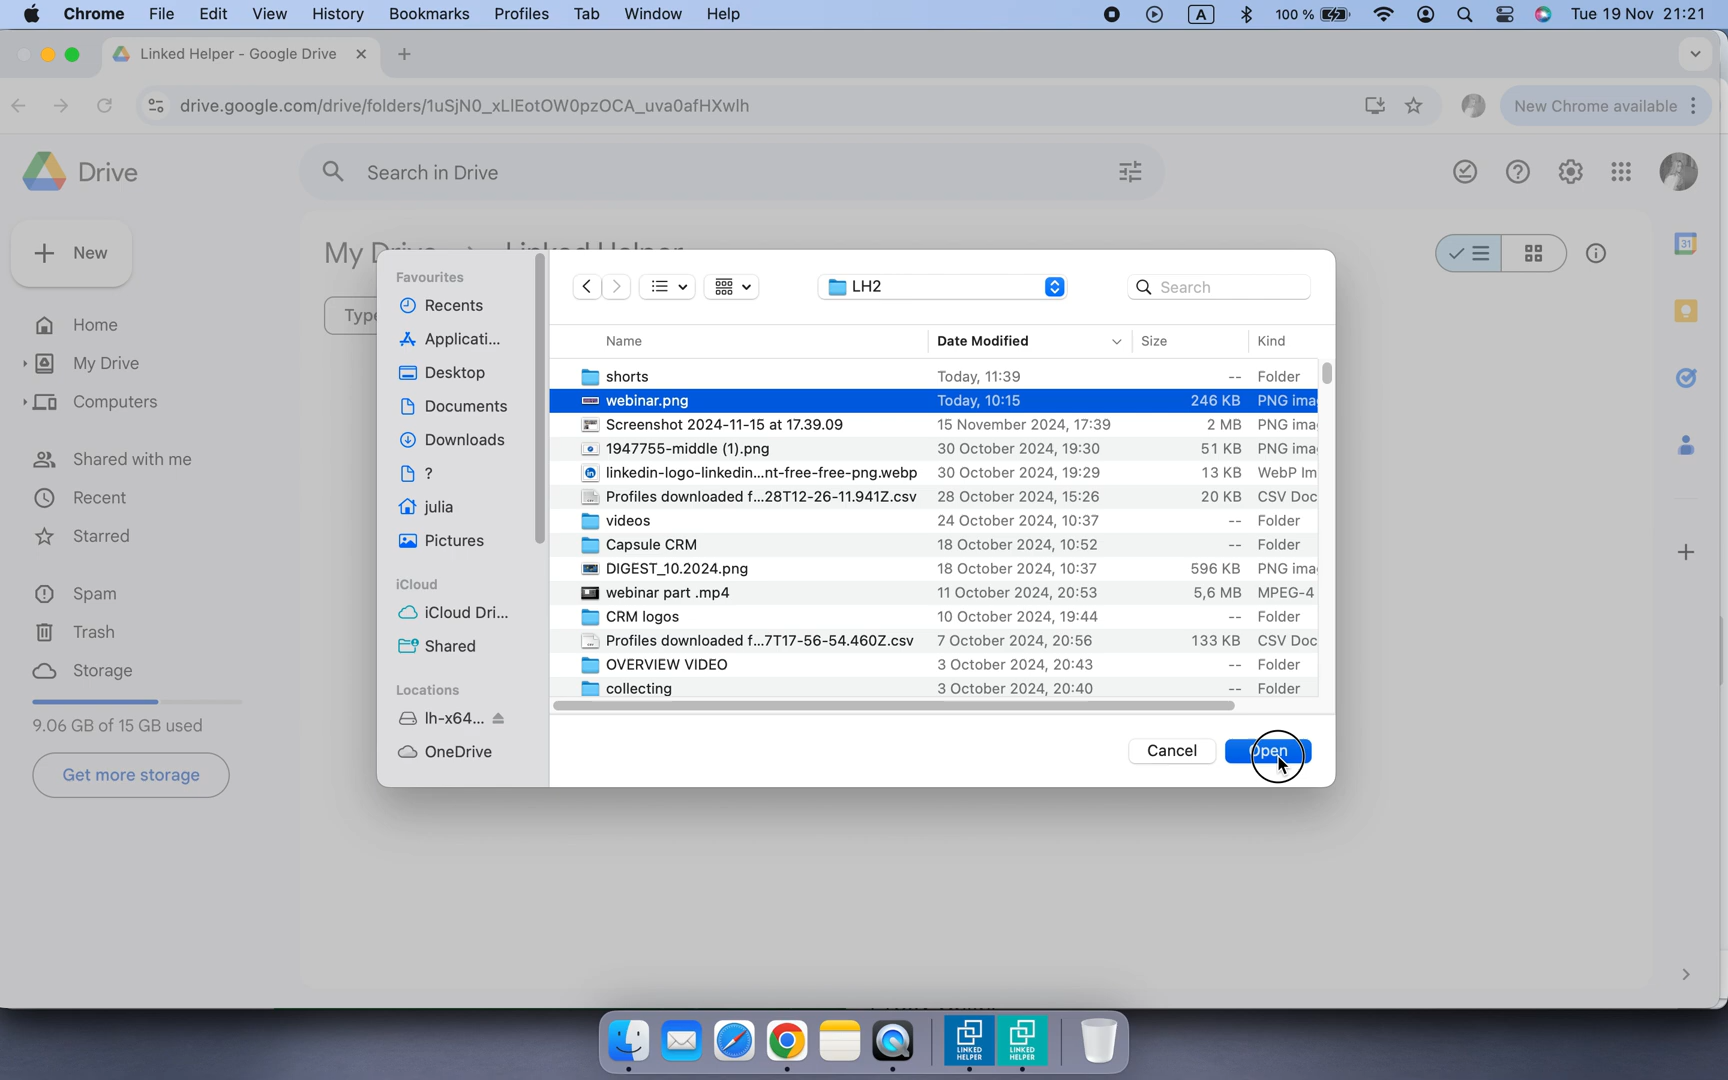 Chrome File Edit View History Bookmarks Profiles Tab Window Help A 100 % Tue 19 Nov 21:21
Linked Helper - Google Drive
drive.google.com/drive/folders/1uSjN0_xLlEotOW0pzOCA_uva0afHXwlh New Chrome available
Drive Search in Drive
New
My Drive Linked Helper
Home
My Drive
Computers
Shared with me
Recent
Starred
Spam
Trash
Storage
9.06 GB of 15 GB used
Get more storage
31
Favourites
Recents
Applicati...
Desktop
Documents
Downloads
?
julia
Pictures
iCloud
iCloud Dri...
Shared
Locations
lh-x64...
OneDrive
LH2 Search
Name Date Modified Size Kind
shorts Today, 11:39 -- Folder
webinar.png Today, 10:15 246 KB PNG ima
Screenshot 2024-11-15 at 17.39.09 15 November 2024, 17:39 2 MB PNG ima
1947755-middle (1).png 30 October 2024, 19:30 51 KB PNG ima
linkedin-logo-linkedin...nt-free-free-png.webp 30 October 2024, 19:29 13 KB WebP Im
Profiles downloaded f...28T12-26-11.941Z.csv 28 October 2024, 15:26 20 KB CSV Doc
videos 24 October 2024, 10:37 -- Folder
Capsule CRM 18 October 2024, 10:52 -- Folder
DIGEST_10.2024.png 18 October 2024, 10:37 596 KB PNG ima
webinar part .mp4 11 October 2024, 20:53 5,6 MB MPEG-4
CRM logos 10 October 2024, 19:44 -- Folder
Profiles downloaded f...7T17-56-54.460Z.csv 7 October 2024, 20:56 133 KB CSV Doc
OVERVIEW VIDEO 3 October 2024, 20:43 -- Folder
collecting 3 October 2024, 20:40 -- Folder
Cancel Open
LINKED HELPER LINKED HELPER